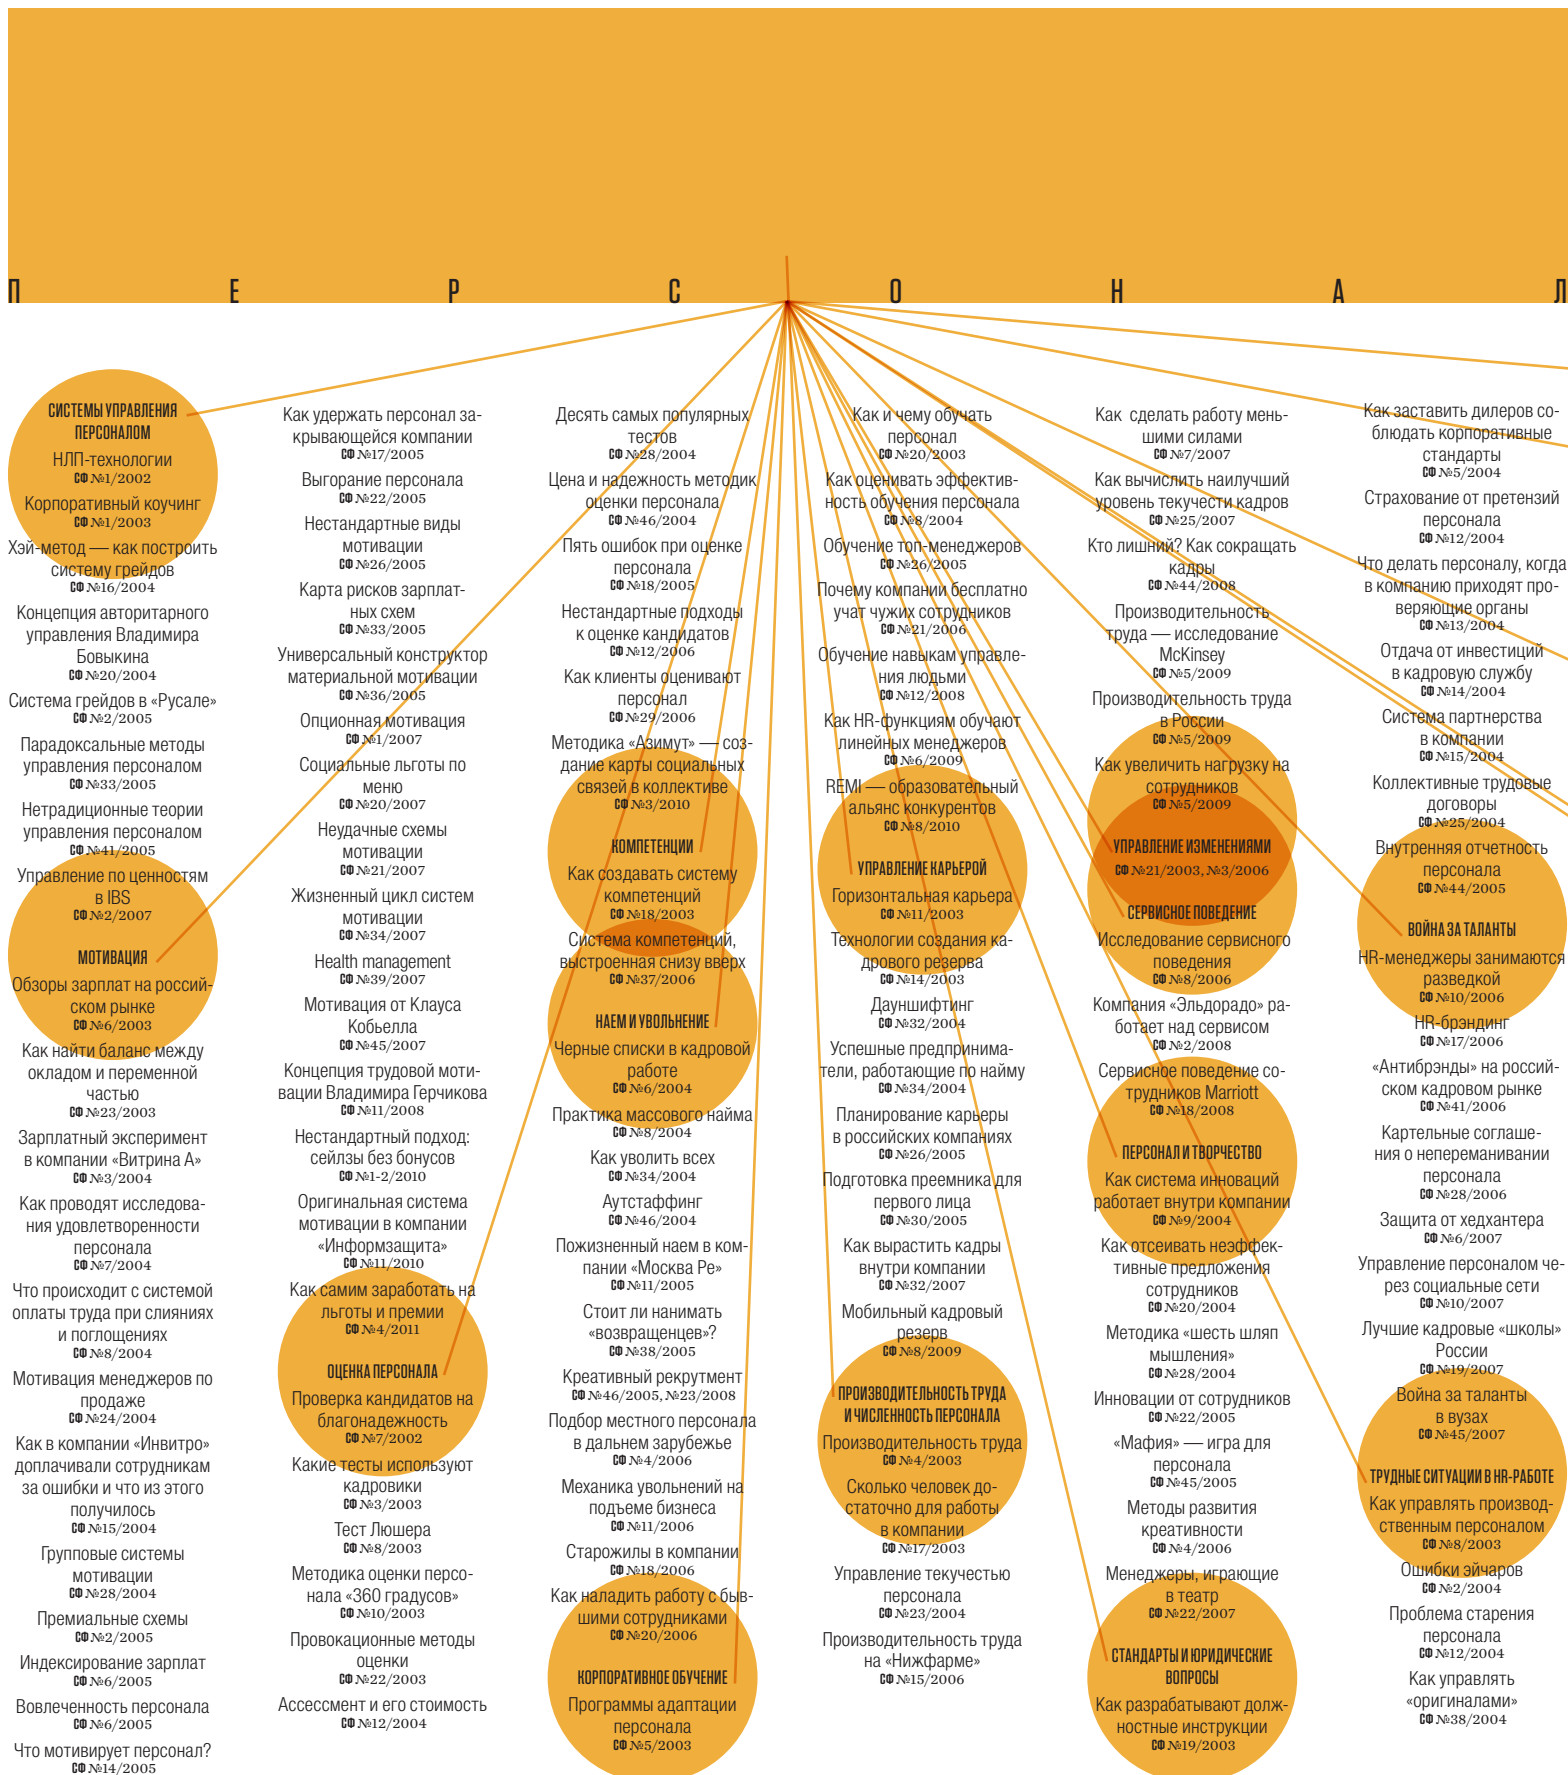 П Е Р С О Н А Л
СИСТЕМЫ УПРАВЛЕНИЯ
ПЕРСОНАЛОМ
НЛП-технологии
СФ №1/2002
Корпоративный коучинг
СФ №1/2003
Хэй-метод — как построить
систему грейдов
СФ №16/2004
Концепция авторитарного
управления Владимира
Бовыкина
СФ №20/2004
Система грейдов в «Русале»
СФ №2/2005
Парадоксальные методы
управления персоналом
СФ №33/2005
Нетрадиционные теории
управления персоналом
СФ №41/2005
Управление по ценностям
в IBS
СФ №2/2007
МОТИВАЦИЯ
Обзоры зарплат на россий-
ском рынке
СФ №6/2003
Как найти баланс между
окладом и переменной
частью
СФ №23/2003
Зарплатный эксперимент
в компании «Витрина А»
СФ №3/2004
Как проводят исследова-
ния удовлетворенности
персонала
СФ №7/2004
Что происходит с системой
оплаты труда при слияниях
и поглощениях
СФ №8/2004
Мотивация менеджеров по
продаже
СФ №24/2004
Как в компании «Инвитро»
доплачивали сотрудникам
за ошибки и что из этого
получилось
СФ №15/2004
Групповые системы
мотивации
СФ №28/2004
Премиальные схемы
СФ №2/2005
Индексирование зарплат
СФ №6/2005
Вовлеченность персонала
СФ №6/2005
Что мотивирует персонал?
СФ №14/2005
Как удержать персонал за-
крывающейся компании
СФ №17/2005
Выгорание персонала
СФ №22/2005
Нестандартные виды
мотивации
СФ №26/2005
Карта рисков зарплат-
ных схем
СФ №33/2005
Универсальный конструктор
материальной мотивации
СФ №36/2005
Опционная мотивация
СФ №1/2007
Социальные льготы по
меню
СФ №20/2007
Неудачные схемы
мотивации
СФ №21/2007
Жизненный цикл систем
мотивации
СФ №34/2007
Health management
СФ №39/2007
Мотивация от Клауса
Кобьелла
СФ №45/2007
Концепция трудовой моти-
вации Владимира Герчикова
СФ №11/2008
Нестандартный подход:
сейлзы без бонусов
СФ №1-2/2010
Оригинальная система
мотивации в компании
«Информзащита»
СФ №11/2010
Как самим заработать на
льготы и премии
СФ №4/2011
ОЦЕНКА ПЕРСОНАЛА
Проверка кандидатов на
благонадежность
СФ №7/2002
Какие тесты используют
кадровики
СФ №3/2003
Тест Люшера
СФ №8/2003
Методика оценки персо-
нала «360 градусов»
СФ №10/2003
Провокационные методы
оценки
СФ №22/2003
Ассессмент и его стоимость
СФ №12/2004
Десять самых популярных
тестов
СФ №28/2004
Цена и надежность методик
оценки персонала
СФ №46/2004
Пять ошибок при оценке
персонала
СФ №18/2005
Нестандартные подходы
к оценке кандидатов
СФ №12/2006
Как клиенты оценивают
персонал
СФ №29/2006
Методика «Азимут» — соз-
дание карты социальных
связей в коллективе
СФ №3/2010
КОМПЕТЕНЦИИ
Как создавать систему
компетенций
СФ №18/2003
Система компетенций,
выстроенная снизу вверх
СФ №37/2006
НАЕМ И УВОЛЬНЕНИЕ
Черные списки в кадровой
работе
СФ №6/2004
Практика массового найма
СФ №8/2004
Как уволить всех
СФ №34/2004
Аутстаффинг
СФ №46/2004
Пожизненный наем в ком-
пании «Москва Ре»
СФ №11/2005
Стоит ли нанимать
«возвращенцев»?
СФ №38/2005
Креативный рекрутмент
СФ №46/2005, №23/2008
Подбор местного персонала
в дальнем зарубежье
СФ №4/2006
Механика увольнений на
подъеме бизнеса
СФ №11/2006
Старожилы в компании
СФ №18/2006
Как наладить работу с быв-
шими сотрудниками
СФ №20/2006
КОРПОРАТИВНОЕ ОБУЧЕНИЕ
Программы адаптации
персонала
СФ №5/2003
Как и чему обучать
персонал
СФ №20/2003
Как оценивать эффектив-
ность обучения персонала
СФ №8/2004
Обучение топ-менеджеров
СФ №26/2005
Почему компании бесплатно
учат чужих сотрудников
СФ №21/2006
Обучение навыкам управле-
ния людьми
СФ №12/2008
Как HR-функциям обучают
линейных менеджеров
СФ №6/2009
REMI — образовательный
альянс конкурентов
СФ №8/2010
УПРАВЛЕНИЕ КАРЬЕРОЙ
Горизонтальная карьера
СФ №11/2003
Технологии создания ка-
дрового резерва
СФ №14/2003
Дауншифтинг
СФ №32/2004
Успешные предпринима-
тели, работающие по найму
СФ №34/2004
Планирование карьеры
в российских компаниях
СФ №26/2005
Подготовка преемника для
первого лица
СФ №30/2005
Как вырастить кадры
внутри компании
СФ №32/2007
Мобильный кадровый
резерв
СФ №8/2009
ПРОИЗВОДИТЕЛЬНОСТЬ ТРУДА
И ЧИСЛЕННОСТЬ ПЕРСОНАЛА
Производительность труда
СФ №4/2003
Сколько человек до-
статочно для работы
в компании
СФ №17/2003
Управление текучестью
персонала
СФ №23/2004
Производительность труда
на «Нижфарме»
СФ №15/2006
Как  сделать работу мень-
шими силами
СФ №7/2007
Как вычислить наилучший
уровень текучести кадров
СФ №25/2007
Кто лишний? Как сокращать
кадры
СФ №44/2008
Производительность
труда — исследование
McKinsey
СФ №5/2009
Производительность труда
в России
СФ №5/2009
Как увеличить нагрузку на
сотрудников
СФ №5/2009
УПРАВЛЕНИЕ ИЗМЕНЕНИЯМИ
СФ №21/2003, №3/2006
СЕРВИСНОЕ ПОВЕДЕНИЕ
Исследование сервисного
поведения
СФ №8/2006
Компания «Эльдорадо» ра-
ботает над сервисом
СФ №2/2008
Сервисное поведение со-
трудников Marriott
СФ №18/2008
ПЕРСОНАЛ И ТВОРЧЕСТВО
Как система инноваций
работает внутри компании
СФ №9/2004
Как отсеивать неэффек-
тивные предложения
сотрудников
СФ №20/2004
Методика «шесть шляп
мышления»
СФ №28/2004
Инновации от сотрудников
СФ №22/2005
«Мафия» — игра для
персонала
СФ №45/2005
Методы развития
креативности
СФ №4/2006
Менеджеры, играющие
в театр
СФ №22/2007
СТАНДАРТЫ И ЮРИДИЧЕСКИЕ
ВОПРОСЫ
Как разрабатывают долж-
ностные инструкции
СФ №19/2003
Как заставить дилеров со-
блюдать корпоративные
стандарты
СФ №5/2004
Страхование от претензий
персонала
СФ №12/2004
Что делать персоналу, когда
в компанию приходят про-
веряющие органы
СФ №13/2004
Отдача от инвестиций
в кадровую службу
СФ №14/2004
Система партнерства
в компании
СФ №15/2004
Коллективные трудовые
договоры
СФ №25/2004
Внутренняя отчетность
персонала
СФ №44/2005
ВОЙНА ЗА ТАЛАНТЫ
HR-менеджеры занимаются
разведкой
СФ №10/2006
HR-брэндинг
СФ №17/2006
«Антибрэнды» на россий-
ском кадровом рынке
СФ №41/2006
Картельные соглаше-
ния о непереманивании
персонала
СФ №28/2006
Защита от хедхантера
СФ №6/2007
Управление персоналом че-
рез социальные сети
СФ №10/2007
Лучшие кадровые «школы»
России
СФ №19/2007
Война за таланты
в вузах
СФ №45/2007
ТРУДНЫЕ СИТУАЦИИ В HR-РАБОТЕ
Как управлять производ-
ственным персоналом
СФ №8/2003
Ошибки эйчаров
СФ №2/2004
Проблема старения
персонала
СФ №12/2004
Как управлять
«оригиналами»
СФ №38/2004